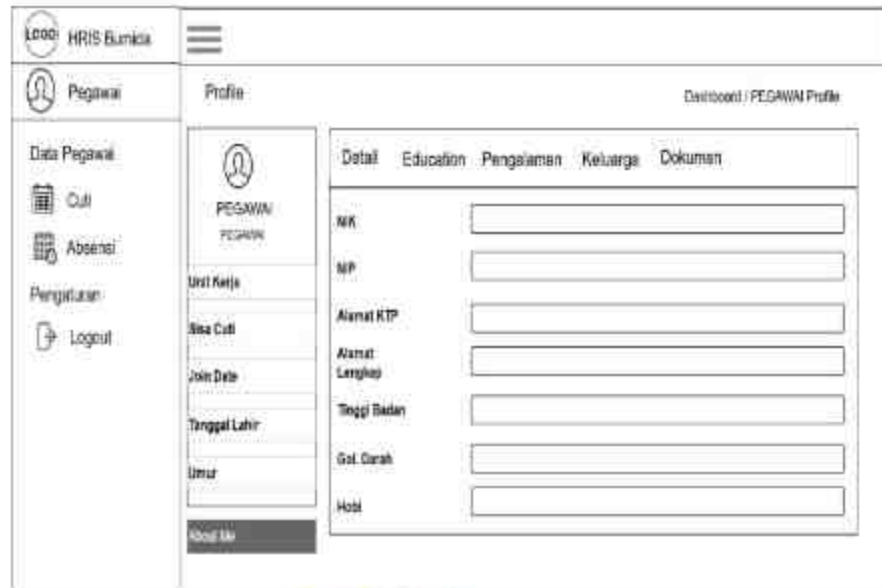 LOGO HRIS Bumida
Pegawai
Profile
Dashboard / PEGAWAI Profile
Data Pegawai
Cuti
Absensi
Pengaturan
Logout
PEGAWAI
PEGAWAI
Unit Kerja
Sisa Cuti
Join Date
Tanggal Lahir
Umur
About Me
Detail Education Pengalaman Keluarga Dokumen
NIK
NIP
Alamat KTP
Alamat
Lengkap
Tinggi Badan
Gol. Darah
Hobi